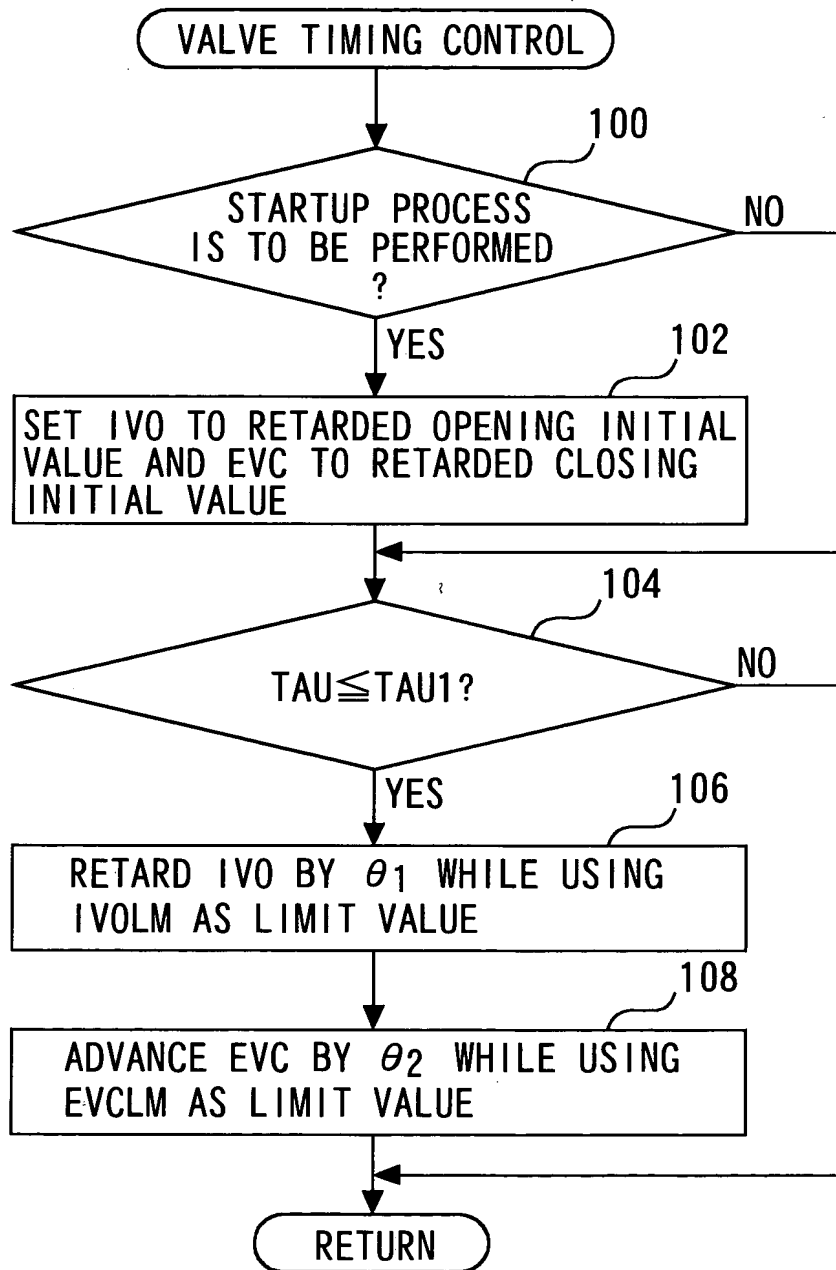 VALVE TIMING CONTROL
100
STARTUP PROCESS
IS TO BE PERFORMED
?
NO
YES
102
SET IVO TO RETARDED OPENING INITIAL
VALUE AND EVC TO RETARDED CLOSING
INITIAL VALUE
104
TAU≦TAU1?
NO
YES
106
RETARD IVO BY θ1 WHILE USING
IVOLM AS LIMIT VALUE
108
ADVANCE EVC BY θ2 WHILE USING
EVCLM AS LIMIT VALUE
RETURN